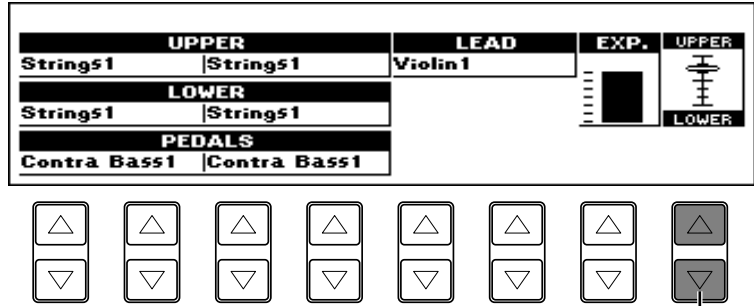 UPPER LEAD EXP. UPPER
Strings1 Strings1 Violin1
LOWER
Strings1 Strings1 LOWER
PEDALS
Contra Bass1 Contra Bass1